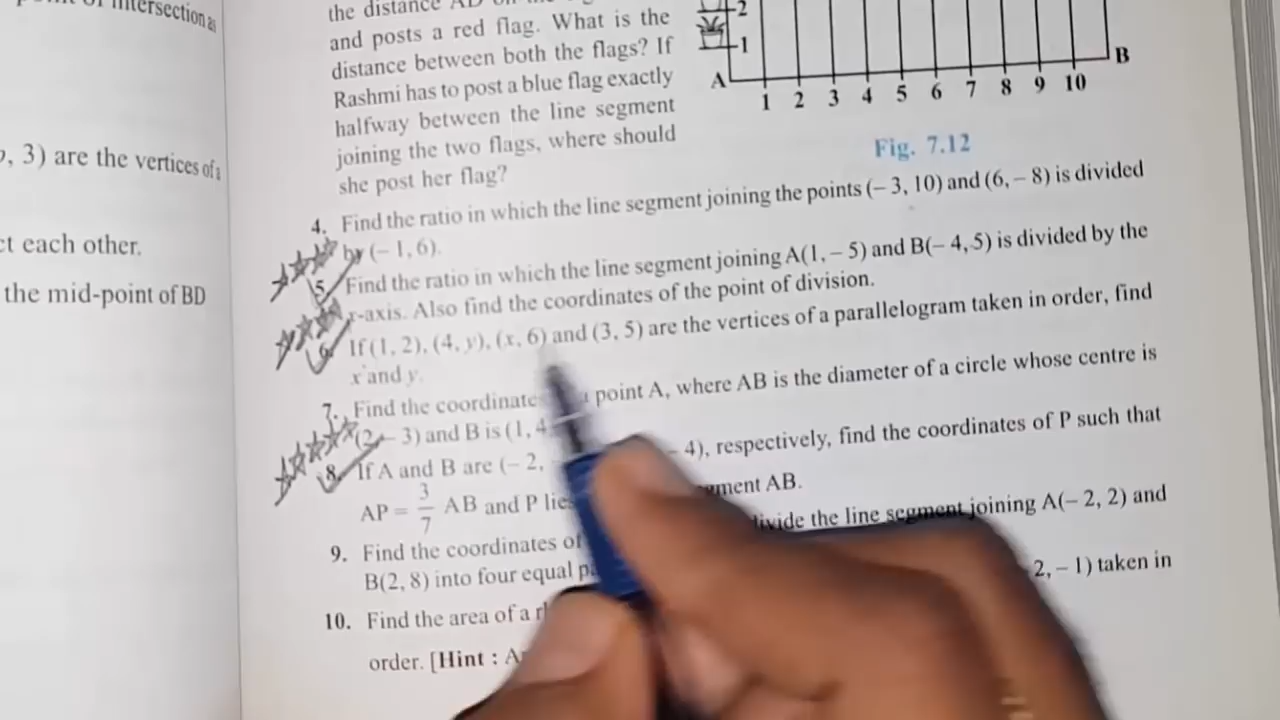 intersection
, 3) are the vertices of
each other.
the mid-point of BD
the distance AD
and posts a red flag. What is the
distance between both the flags? If
Rashmi has to post a blue flag exactly
halfway between the line segment
joining the two flags, where should
she post her flag?
2
1
A
B
1 2 3 4 5 6 7 8 9 10
Fig. 7.12
4. Find the ratio in which the line segment joining the points (– 3, 10) and (6, – 8) is divided
by (– 1, 6).
5. Find the ratio in which the line segment joining A(1, – 5) and B(– 4, 5) is divided by the
x-axis. Also find the coordinates of the point of division.
6. If (1, 2), (4, y), (x, 6) and (3, 5) are the vertices of a parallelogram taken in order, find
x and y.
7. Find the point A, where AB is the diameter of a circle whose centre is
(2, – 3) and B is (1, 4
8. If A and B are (– 2, – 4), respectively, find the coordinates of P such that
AP = 3/7 AB and P AB.
9. Find the coordinates of divide the line segment joining A(– 2, 2) and
B(2, 8) into four equal
10. Find the area of a 2, – 1) taken in
order. [Hint :